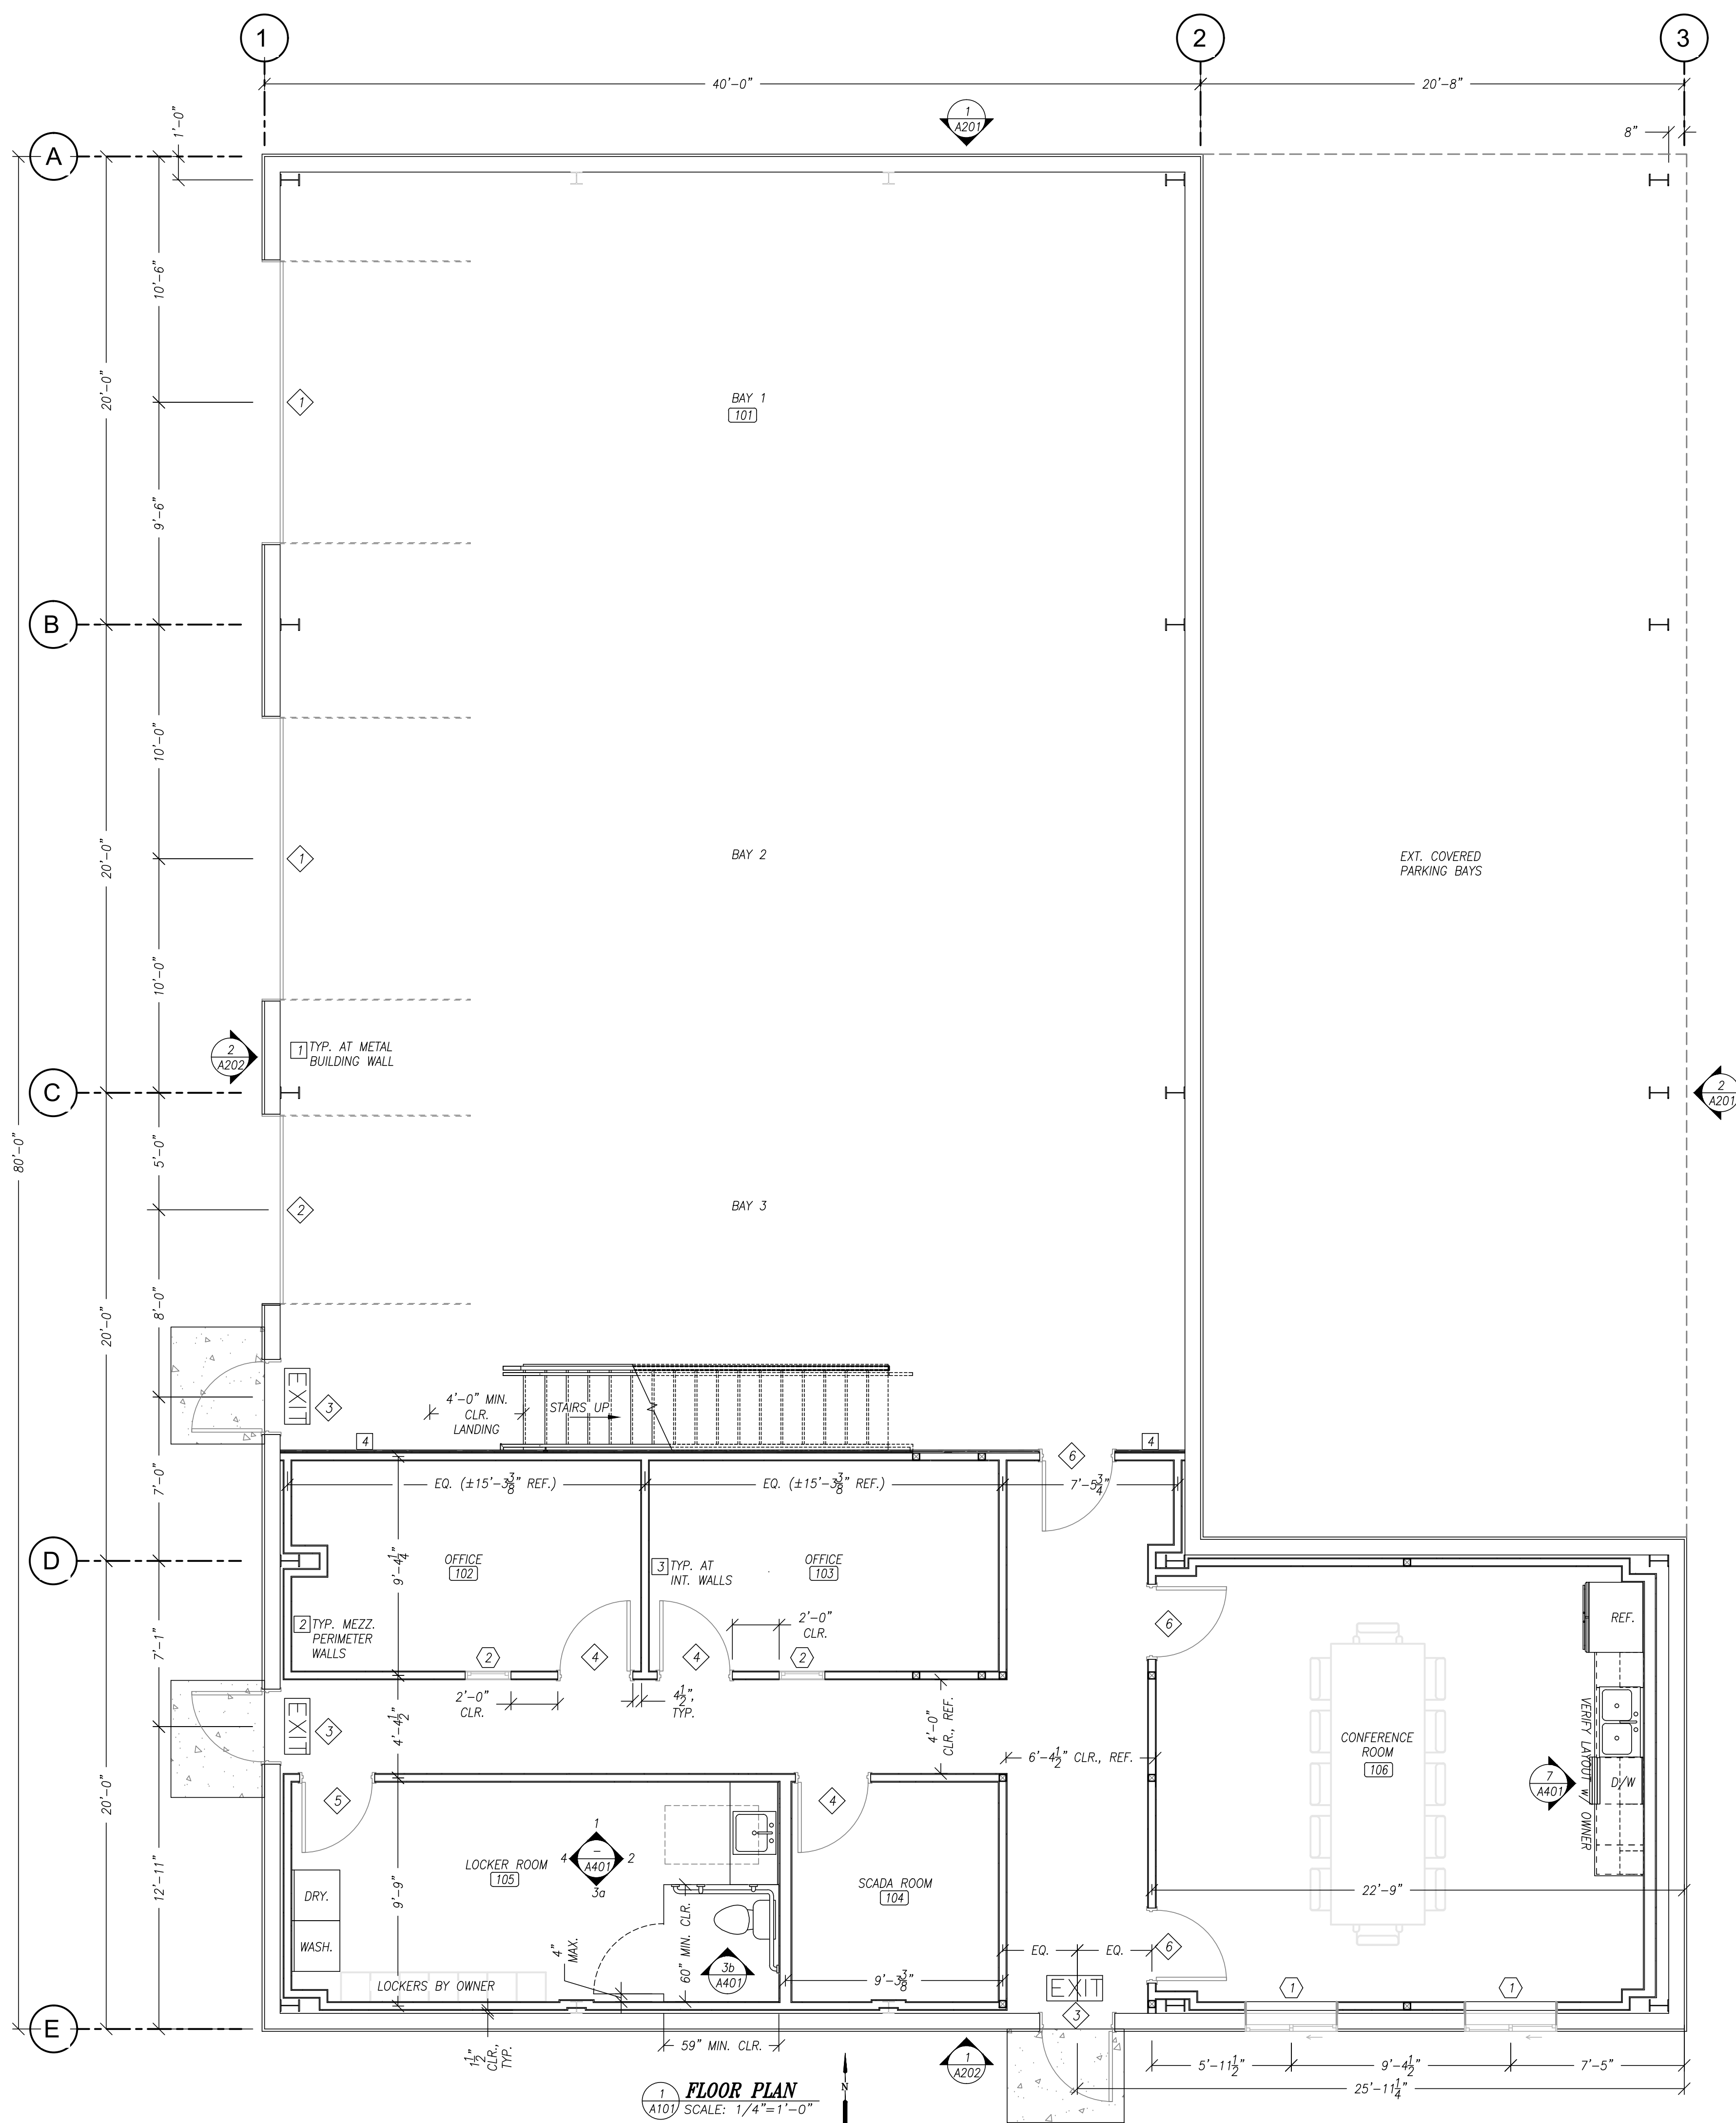 1
2
3
40'-0"
20'-8"
1'-0"
1
A201
8"
A
10'-6"
20'-0"
1
BAY 1
101
9'-6"
B
10'-0"
20'-0"
1
BAY 2
EXT. COVERED
PARKING BAYS
10'-0"
2
A202
1
TYP. AT METAL
BUILDING WALL
C
2
A201
80'-0"
5'-0"
2
BAY 3
20'-0"
8'-0"
EXIT
3
4'-0" MIN.
CLR.
LANDING
STAIRS UP
4
4
6
7'-0"
EQ. (±15'-3 3/8" REF.)
EQ. (±15'-3 3/8" REF.)
7'-5 3/4"
D
9'-4 1/4"
OFFICE
102
3
TYP. AT
INT. WALLS
OFFICE
103
REF.
2
TYP. MEZZ.
PERIMETER
WALLS
2'-0"
CLR.
6
7'-1"
2
4
4
2
2'-0"
CLR.
4 1/2",
TYP.
EXIT
3
4'-4 1/2"
4'-0"
CLR., REF.
6'-4 1/2" CLR., REF.
CONFERENCE
ROOM
106
VERIFY LAYOUT w/ OWNER
7
A401
D/W
20'-0"
5
4
12'-11"
9'-9"
LOCKER ROOM
105
1
4
–
A401
2
3a
SCADA ROOM
104
DRY.
22'-9"
WASH.
4"
MAX.
60" MIN. CLR.
3b
A401
EQ.
EQ.
6
LOCKERS BY OWNER
9'-3 3/8"
EXIT
3
1
1
E
1 1/2"
CLR.,
TYP.
59" MIN. CLR.
1
A202
5'-11 1/2"
9'-4 1/2"
7'-5"
25'-11 1/4"
1
A101
FLOOR PLAN
SCALE: 1/4"=1'-0"
N